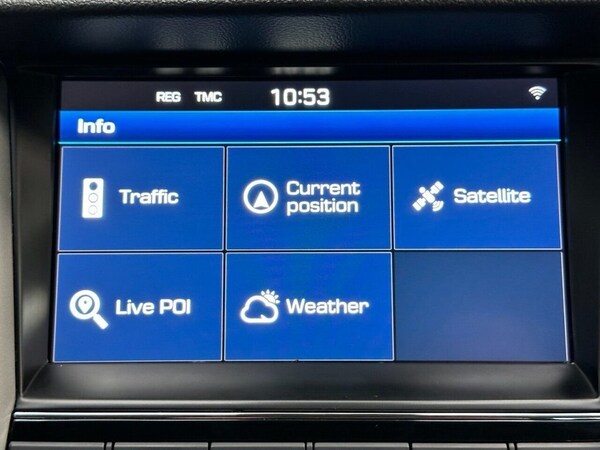 REG TMC 10:53
Info
Traffic
Current
position
Satellite
Live POI
Weather